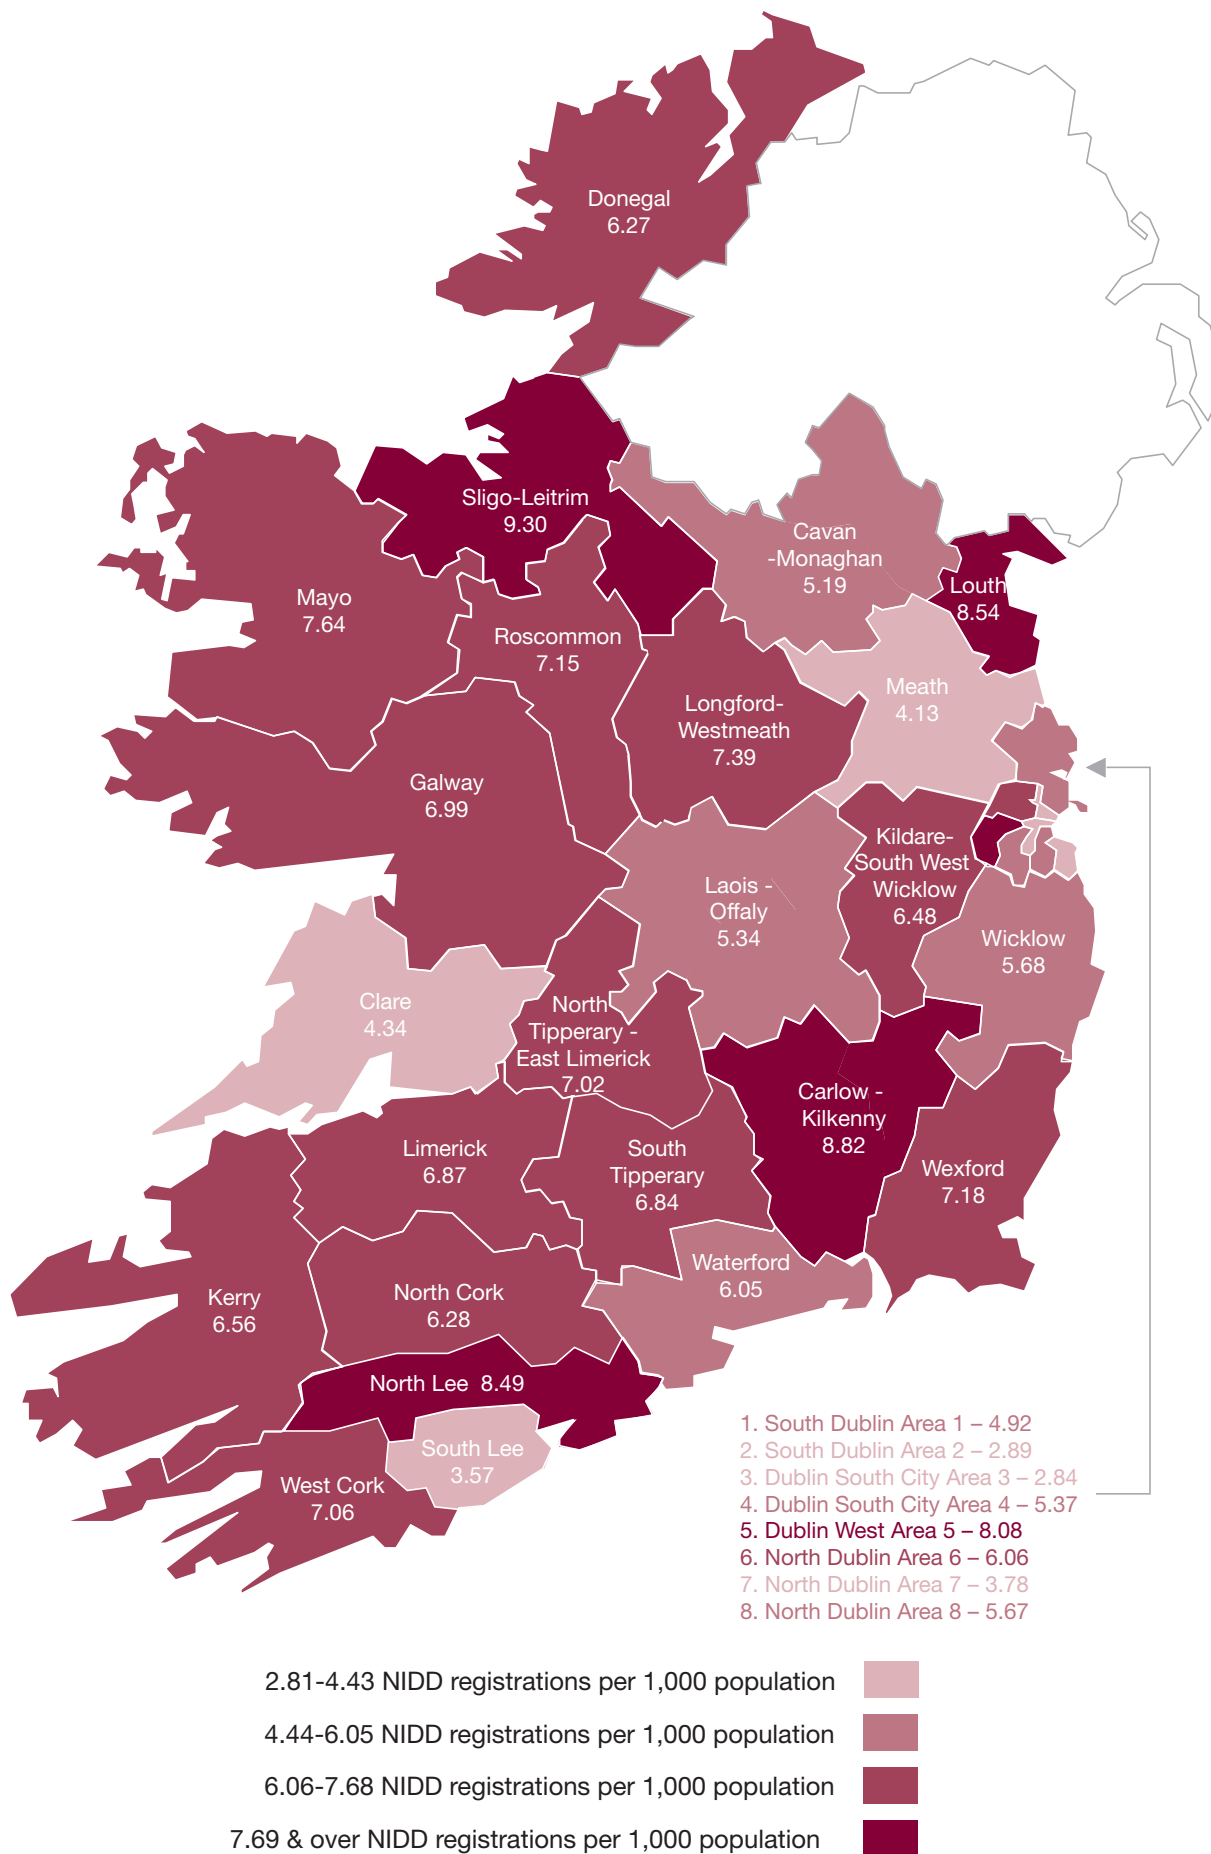 Donegal
6.27
Sligo-Leitrim
9.30
Cavan
-Monaghan
5.19
Louth
8.54
Mayo
7.64
Roscommon
7.15
Meath
4.13
Longford-
Westmeath
7.39
Galway
6.99
Kildare-
South West
Wicklow
6.48
Laois -
Offaly
5.34
Wicklow
5.68
Clare
4.34
North
Tipperary -
East Limerick
7.02
Carlow -
Kilkenny
8.82
Limerick
6.87
South
Tipperary
6.84
Wexford
7.18
Waterford
6.05
Kerry
6.56
North Cork
6.28
North Lee 8.49
South Lee
3.57
West Cork
7.06
1. South Dublin Area 1 – 4.92
2. South Dublin Area 2 – 2.89
3. Dublin South City Area 3 – 2.84
4. Dublin South City Area 4 – 5.37
5. Dublin West Area 5 – 8.08
6. North Dublin Area 6 – 6.06
7. North Dublin Area 7 – 3.78
8. North Dublin Area 8 – 5.67
2.81-4.43 NIDD registrations per 1,000 population
4.44-6.05 NIDD registrations per 1,000 population
6.06-7.68 NIDD registrations per 1,000 population
7.69 & over NIDD registrations per 1,000 population